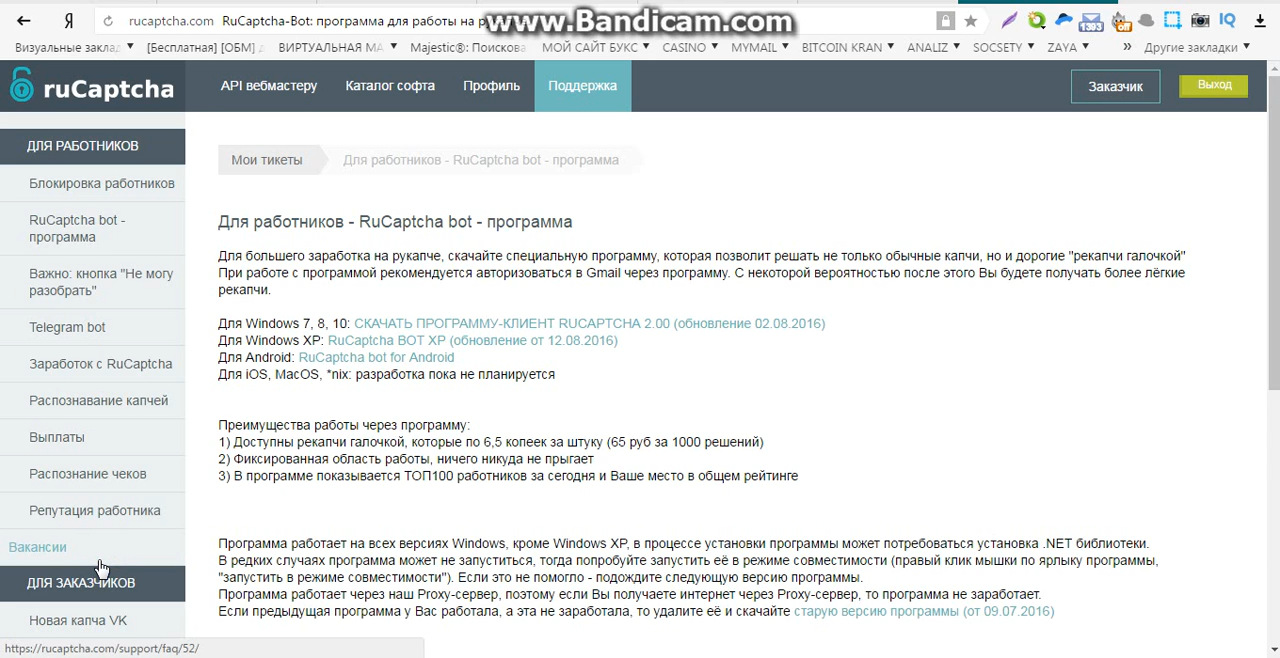 Я
rucaptcha.com RuCaptcha-Bot: программа для работы на
www.Bandicam.com
1393
off
IQ
Визуальные заклад
[Бесплатная] [ОБМ]
ВИРТУАЛЬНАЯ МА
Majestic®: Поискова
МОЙ САЙТ БУКС
CASINO
MYMAIL
BITCOIN KRAN
ANALIZ
SOCSETY
ZAYA
»
Другие закладки
ruCaptcha
API вебмастеру
Каталог софта
Профиль
Поддержка
Заказчик
Выход
ДЛЯ РАБОТНИКОВ
Блокировка работников
RuCaptcha bot -
программа
Важно: кнопка "Не могу
разобрать"
Telegram bot
Заработок с RuCaptcha
Распознавание капчей
Выплаты
Распознание чеков
Репутация работника
Вакансии
ДЛЯ ЗАКАЗЧИКОВ
Новая капча VK
https://rucaptcha.com/support/faq/52/
Мои тикеты
Для работников - RuCaptcha bot - программа
Для работников - RuCaptcha bot - программа
Для большего заработка на рукапче, скачайте специальную программу, которая позволит решать не только обычные капчи, но и дорогие "рекапчи галочкой"
При работе с программой рекомендуется авторизоваться в Gmail через программу. С некоторой вероятностью после этого Вы будете получать более лёгкие
рекапчи.
Для Windows 7, 8, 10: СКАЧАТЬ ПРОГРАММУ-КЛИЕНТ RUCAPTCHA 2.00 (обновление 02.08.2016)
Для Windows XP: RuCaptcha BOT XP (обновление от 12.08.2016)
Для Android: RuCaptcha bot for Android
Для iOS, MacOS, *nix: разработка пока не планируется
Преимущества работы через программу:
1) Доступны рекапчи галочкой, которые по 6,5 копеек за штуку (65 руб за 1000 решений)
2) Фиксированная область работы, ничего никуда не прыгает
3) В программе показывается ТОП100 работников за сегодня и Ваше место в общем рейтинге
Программа работает на всех версиях Windows, кроме Windows XP, в процессе установки программы может потребоваться установка .NET библиотеки.
В редких случаях программа может не запуститься, тогда попробуйте запустить её в режиме совместимости (правый клик мышки по ярлыку программы,
"запустить в режиме совместимости"). Если это не помогло - подождите следующую версию программы.
Программа работает через наш Proxy-сервер, поэтому если Вы получаете интернет через Proxy-сервер, то программа не заработает.
Если предыдущая программа у Вас работала, а эта не заработала, то удалите её и скачайте старую версию программы (от 09.07.2016)